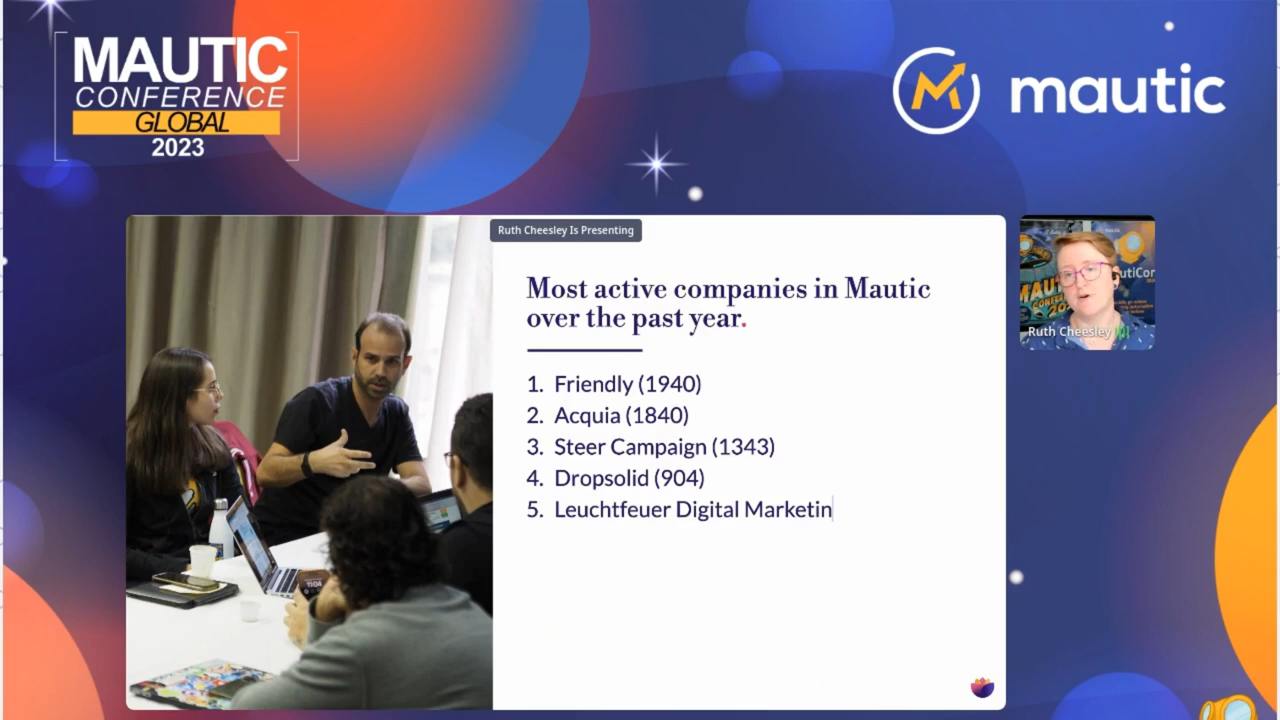 MAUTIC
CONFERENCE
GLOBAL
2023
mautic
Ruth Cheesley Is Presenting
Most active companies in Mautic
over the past year.
1. Friendly (1940)
2. Acquia (1840)
3. Steer Campaign (1343)
4. Dropsolid (904)
5. Leuchtfeuer Digital Marketin
Ruth Cheesley